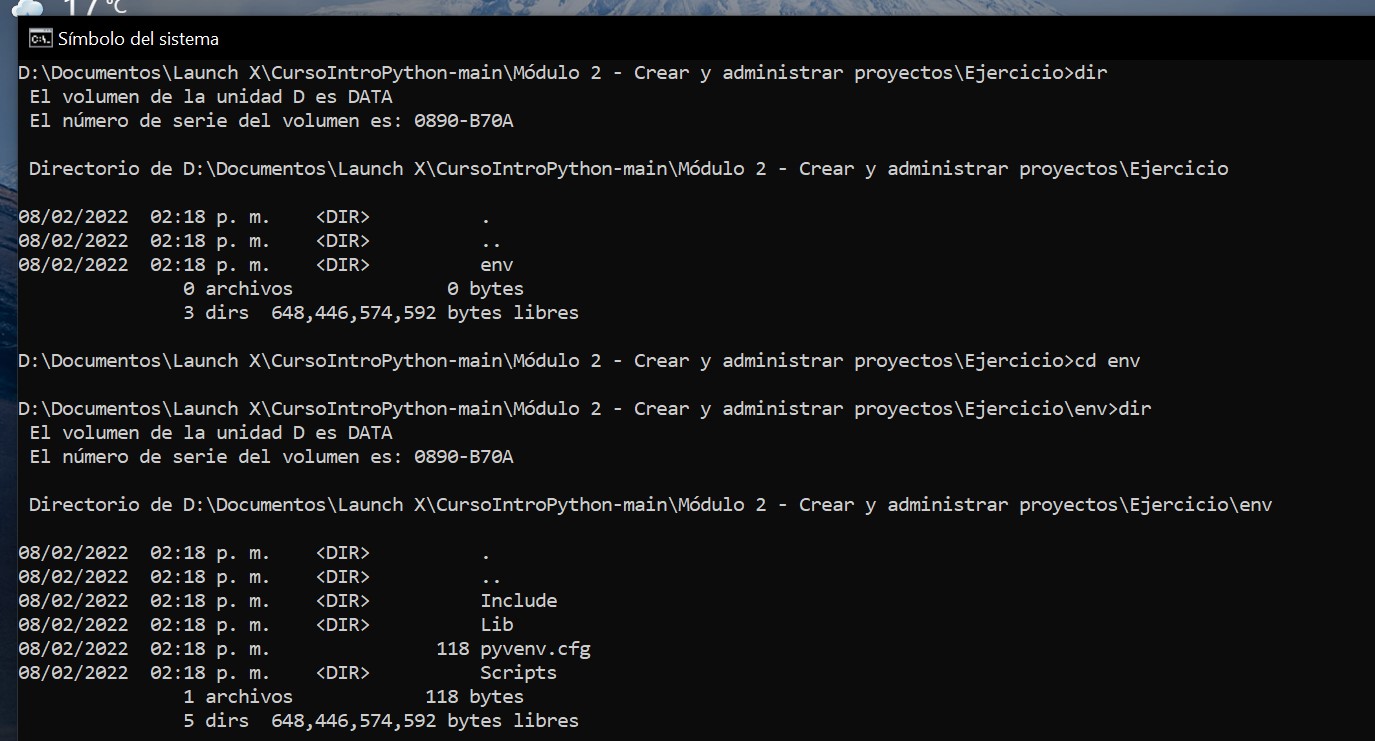 17°C
Símbolo del sistema
D:\Documentos\Launch X\CursoIntroPython-main\Módulo 2 - Crear y administrar proyectos\Ejercicio>dir
 El volumen de la unidad D es DATA
 El número de serie del volumen es: 0890-B70A

 Directorio de D:\Documentos\Launch X\CursoIntroPython-main\Módulo 2 - Crear y administrar proyectos\Ejercicio

08/02/2022  02:18 p. m.    <DIR>          .
08/02/2022  02:18 p. m.    <DIR>          ..
08/02/2022  02:18 p. m.    <DIR>          env
               0 archivos              0 bytes
               3 dirs  648,446,574,592 bytes libres

D:\Documentos\Launch X\CursoIntroPython-main\Módulo 2 - Crear y administrar proyectos\Ejercicio>cd env

D:\Documentos\Launch X\CursoIntroPython-main\Módulo 2 - Crear y administrar proyectos\Ejercicio\env>dir
 El volumen de la unidad D es DATA
 El número de serie del volumen es: 0890-B70A

 Directorio de D:\Documentos\Launch X\CursoIntroPython-main\Módulo 2 - Crear y administrar proyectos\Ejercicio\env

08/02/2022  02:18 p. m.    <DIR>          .
08/02/2022  02:18 p. m.    <DIR>          ..
08/02/2022  02:18 p. m.    <DIR>          Include
08/02/2022  02:18 p. m.    <DIR>          Lib
08/02/2022  02:18 p. m.               118 pyvenv.cfg
08/02/2022  02:18 p. m.    <DIR>          Scripts
               1 archivos            118 bytes
               5 dirs  648,446,574,592 bytes libres